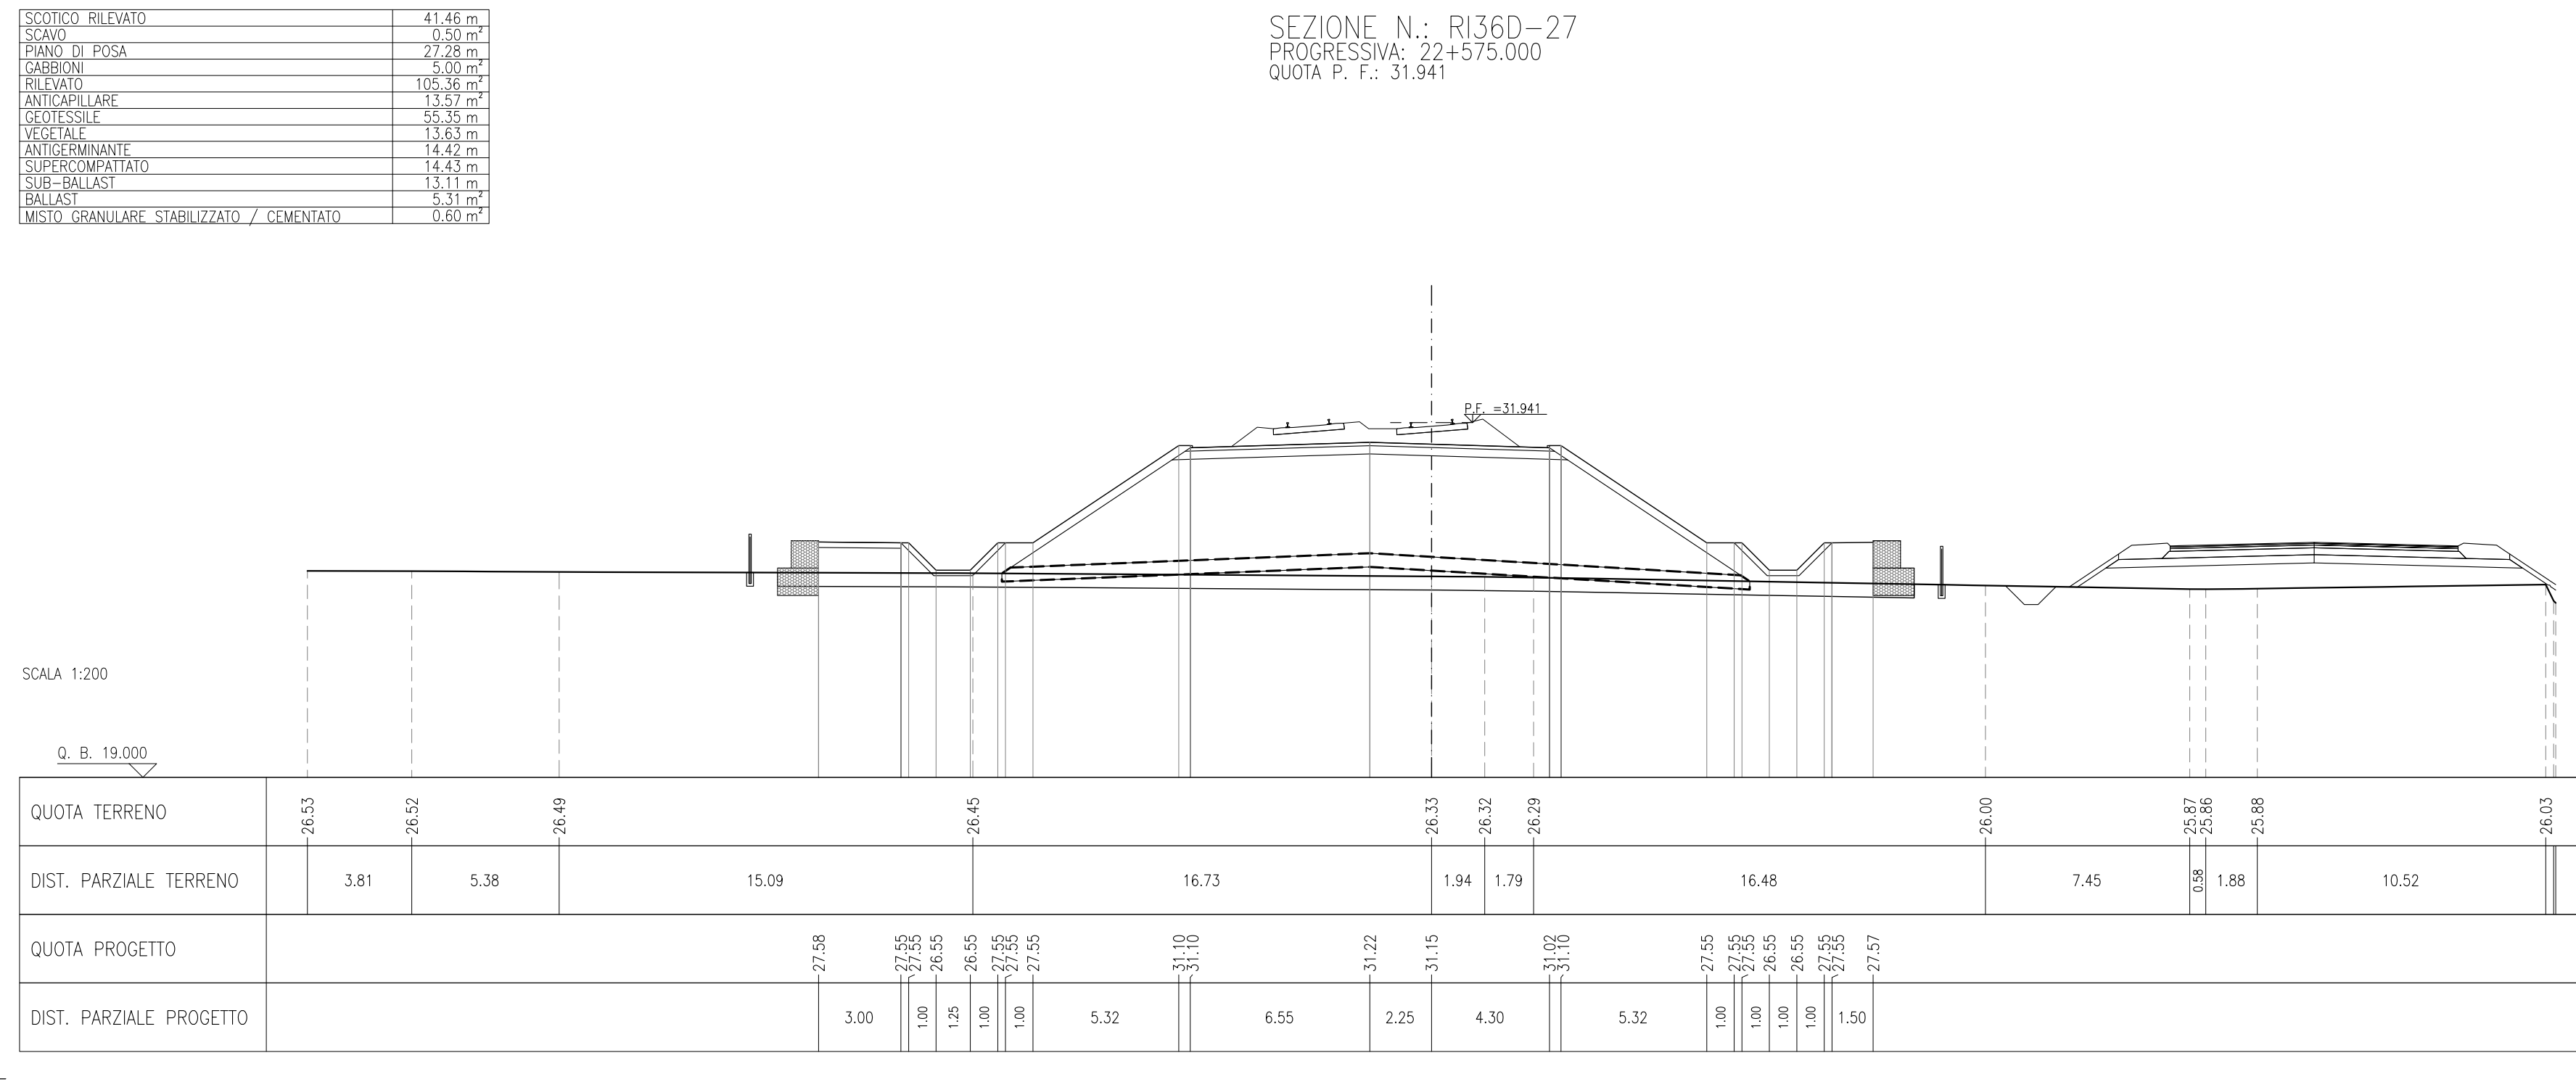 SCOTICO RILEVATO 41.46 m
SCAVO 0.50 m²
PIANO DI POSA 27.28 m
GABBIONI 5.00 m²
RILEVATO 105.36 m²
ANTICAPILLARE 13.57 m²
GEOTESSILE 55.35 m
VEGETALE 13.63 m
ANTIGERMINANTE 14.42 m
SUPERCOMPATTATO 14.43 m
SUB-BALLAST 13.11 m
BALLAST 5.31 m²
MISTO GRANULARE STABILIZZATO / CEMENTATO 0.60 m²
SEZIONE N.: RI36D-27
PROGRESSIVA: 22+575.000
QUOTA P. F.: 31.941
P.F. =31.941
SCALA 1:200
Q. B. 19.000
QUOTA TERRENO 26.53 26.52 26.49 26.45 26.33 26.32 26.29 26.00 25.87 25.86 25.88 26.03
DIST. PARZIALE TERRENO 3.81 5.38 15.09 16.73 1.94 1.79 16.48 7.45 0.58 1.88 10.52
QUOTA PROGETTO 27.58 27.55 27.55 26.55 26.55 27.55 27.55 27.55 31.10 31.10 31.22 31.15 31.02 31.10 27.55 27.55 27.55 26.55 26.55 27.55 27.55 27.57
DIST. PARZIALE PROGETTO 3.00 1.00 1.25 1.00 1.00 5.32 6.55 2.25 4.30 5.32 1.00 1.00 1.00 1.00 1.50